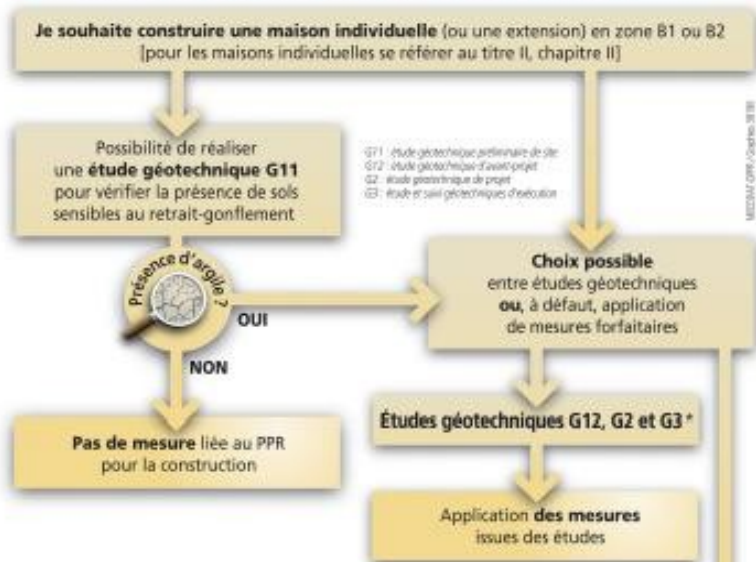 Je souhaite construire une maison individuelle (ou une extension) en zone B1 ou B2
[pour les maisons individuelles se référer au titre II, chapitre II]
Possibilité de réaliser
une étude géotechnique G11
pour vérifier la présence de sols
sensibles au retrait-gonflement
G11 : étude géotechnique préliminaire de site
G12 : étude géotechnique d'avant-projet
G2 : étude géotechnique de projet
G3 : étude et suivi géotechniques d'exécution
Présence d'argile ?
OUI
NON
Choix possible
entre études géotechniques
ou, à défaut, application
de mesures forfaitaires
Pas de mesure liée au PPR
pour la construction
Études géotechniques G12, G2 et G3 *
Application des mesures
issues des études